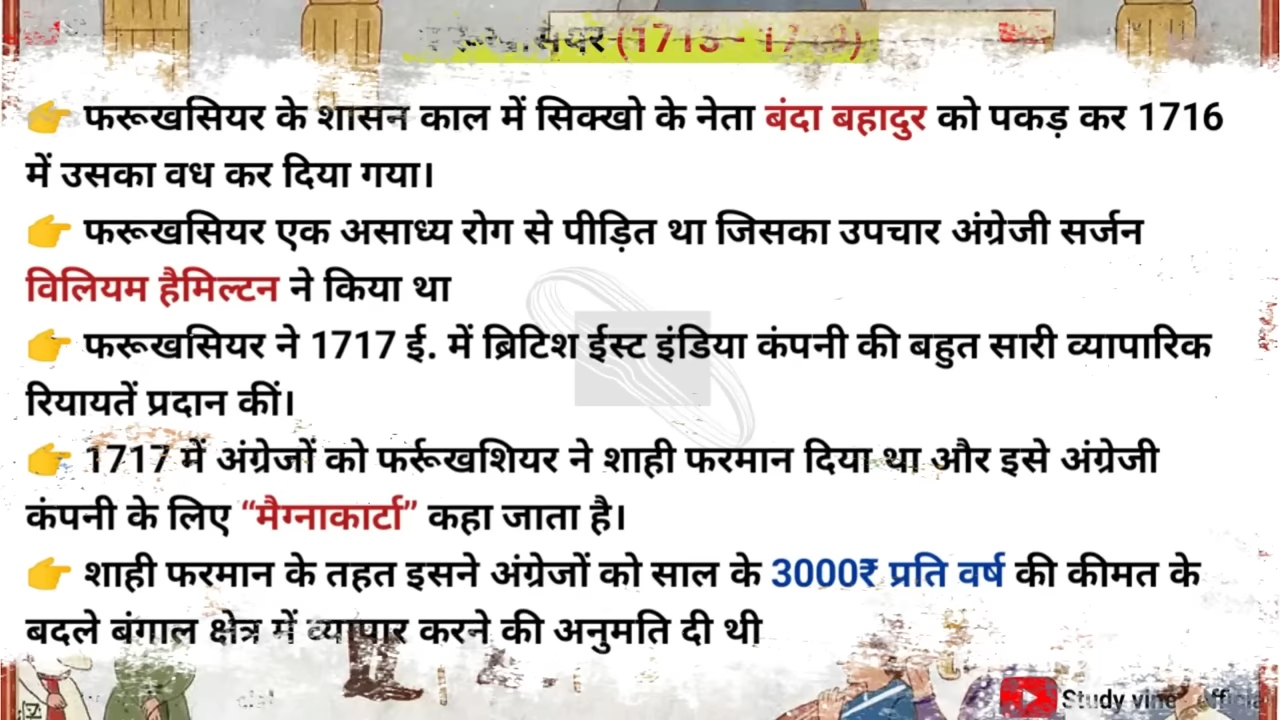 👉 फरूखसियर के शासन काल में सिक्खो के नेता बंदा बहादुर को पकड़ कर 1716
में उसका वध कर दिया गया।
👉 फरूखसियर एक असाध्य रोग से पीड़ित था जिसका उपचार अंग्रेजी सर्जन
विलियम हैमिल्टन ने किया था
👉 फरूखसियर ने 1717 ई. में ब्रिटिश ईस्ट इंडिया कंपनी की बहुत सारी व्यापारिक
रियायतें प्रदान कीं।
👉 1717 में अंग्रेजों को फर्रूखशियर ने शाही फरमान दिया था और इसे अंग्रेजी
कंपनी के लिए “मैग्नाकार्टा” कहा जाता है।
👉 शाही फरमान के तहत इसने अंग्रेजों को साल के 3000₹ प्रति वर्ष की कीमत के
बदले बंगाल क्षेत्र में व्यापार करने की अनुमति दी थी
Study vine official